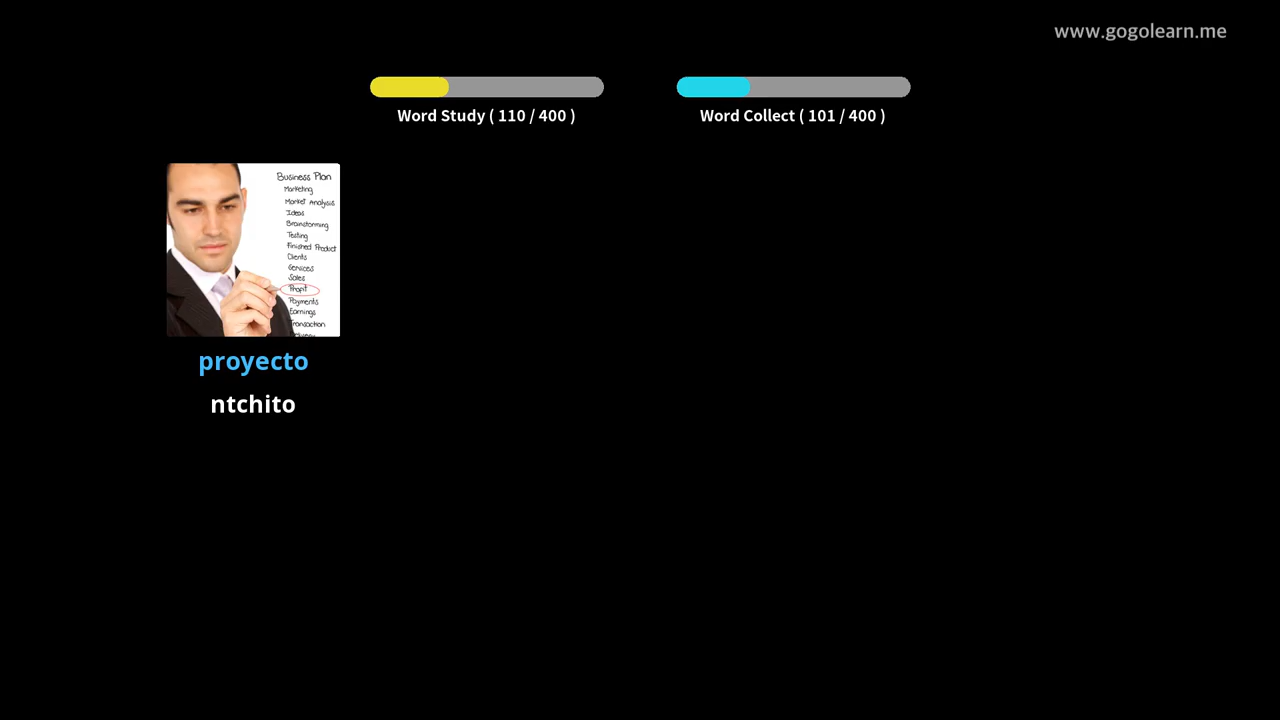 www.gogolearn.me
Word Study ( 110 / 400 )
Word Collect ( 101 / 400 )
Business Plan
Marketing
Market Analysis
Ideas
Brainstorming
Testing
Finished Product
Clients
Services
Sales
Profit
Payments
Earnings
Transaction
Delivery
proyecto
ntchito